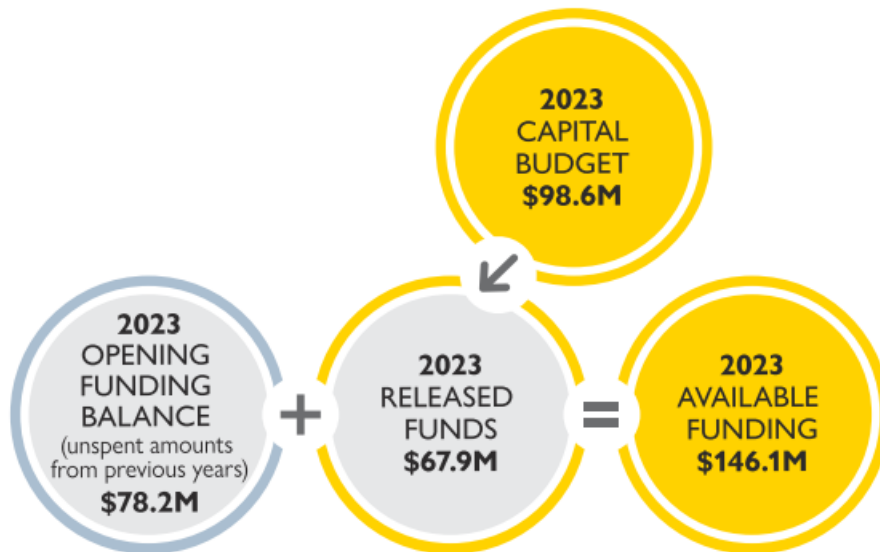 2023
CAPITAL
BUDGET
$98.6M
2023
OPENING
FUNDING
BALANCE
(unspent amounts
from previous years)
$78.2M
+
2023
RELEASED
FUNDS
$67.9M
=
2023
AVAILABLE
FUNDING
$146.1M